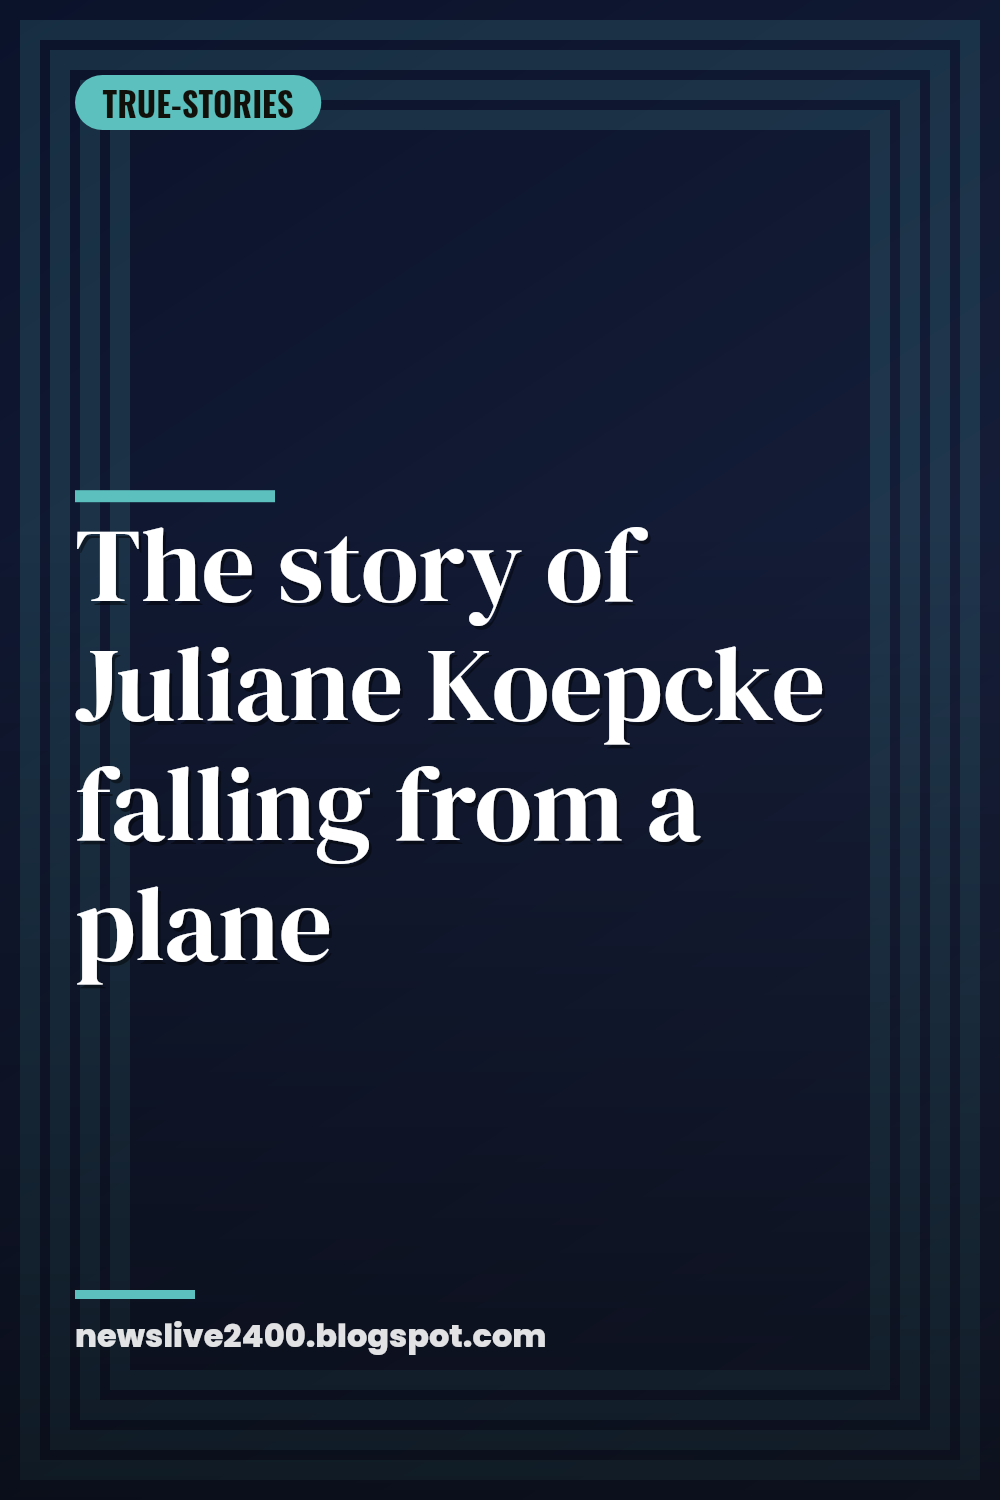 TRUE-STORIES
The story of
Juliane Koepcke
falling from a
plane
newslive2400.blogspot.com